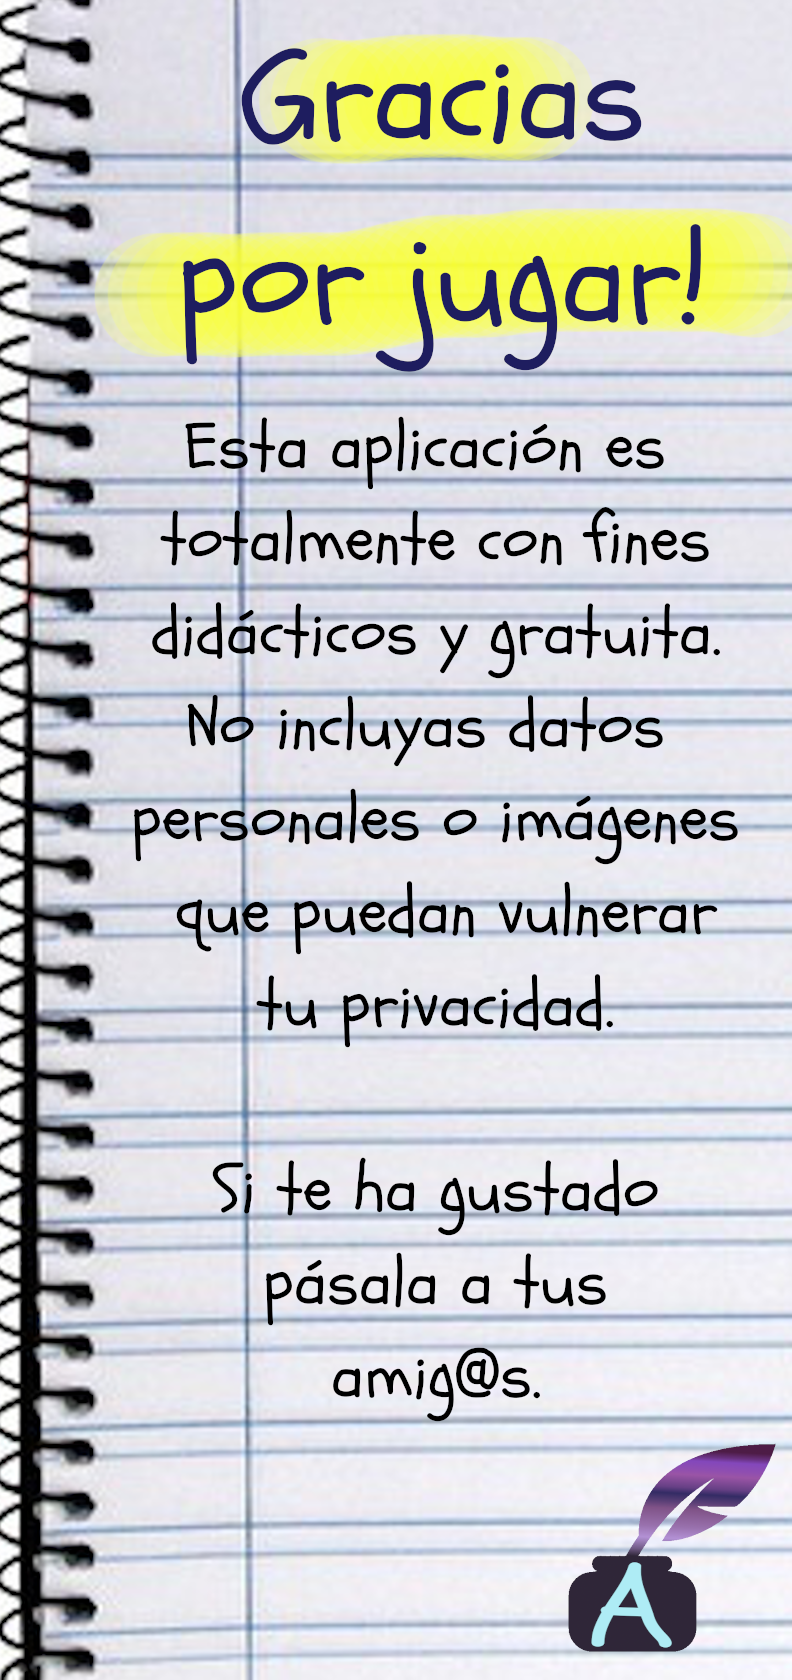 Gracias
por jugar!
Esta aplicación es
totalmente con fines
didácticos y gratuita.
No incluyas datos
personales o imágenes
que puedan vulnerar
tu privacidad.
Si te ha gustado
pásala a tus
amig@s.
A